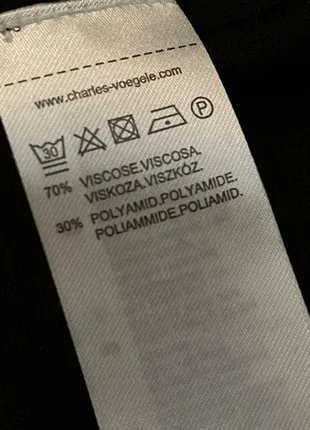 www.charles-voegele.com
30 P
70% VISCOSE.VISCOSA.
VISKOZA.VISZKÓZ.
30% POLYAMID.POLYAMIDE.
POLIAMMIDE.POLIAMID.